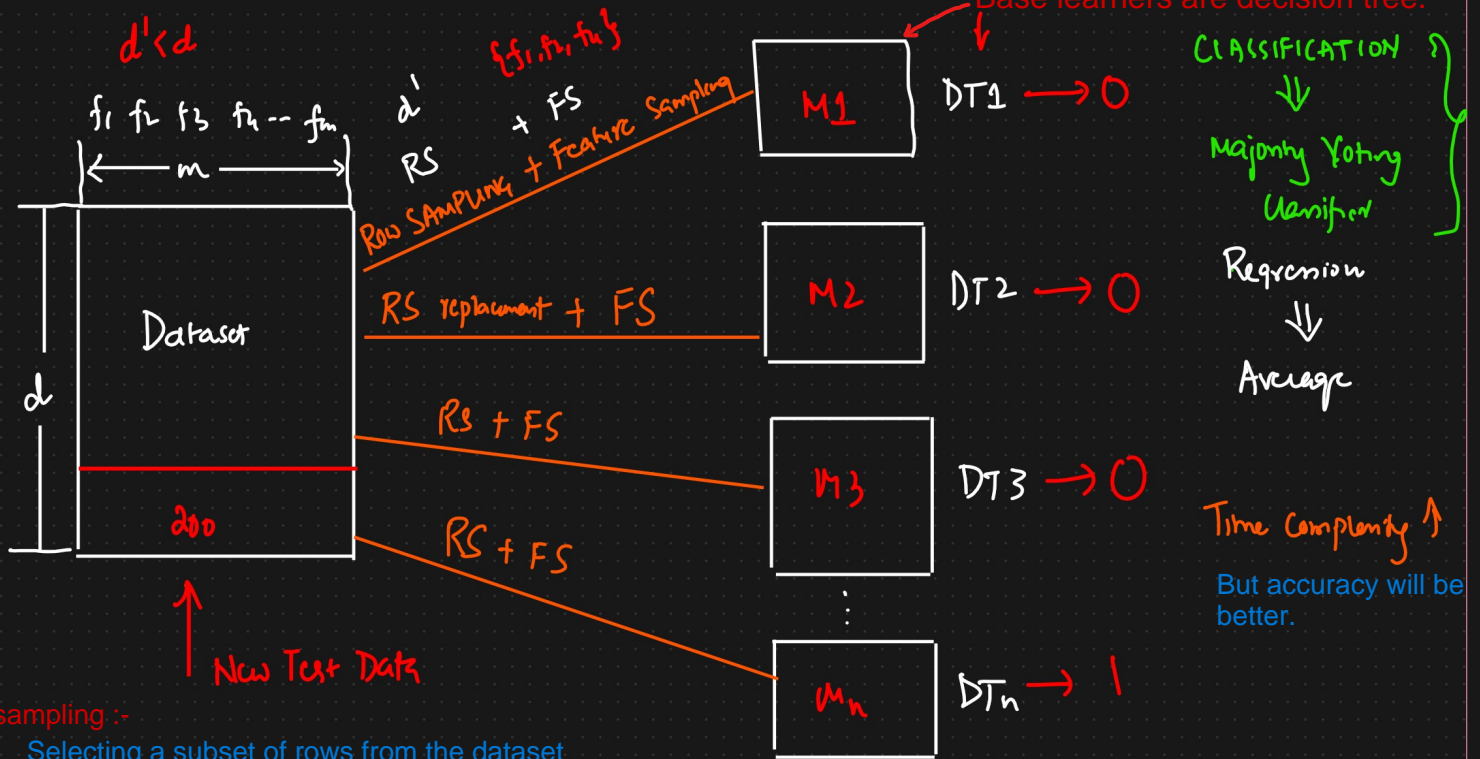 Base learners are decision tree.
d'<d
{f1, f2, f4}
f1 f2 f3 f4 -- fm
d'
+ FS
RS
m
Row SAMPLING + Feature Sampling
M1
DT1 → 0
CLASSIFICATION
⇓
Majority Voting
Classifier
RS replacement + FS
M2
DT2 → 0
Regression
⇓
Average
Dataset
d
RS + FS
M3
DT3 → 0
200
RS + FS
Time Complexity ↑
But accuracy will be
better.
New Test Data
Mn
DTn → 1
sampling :-
Selecting a subset of rows from the dataset